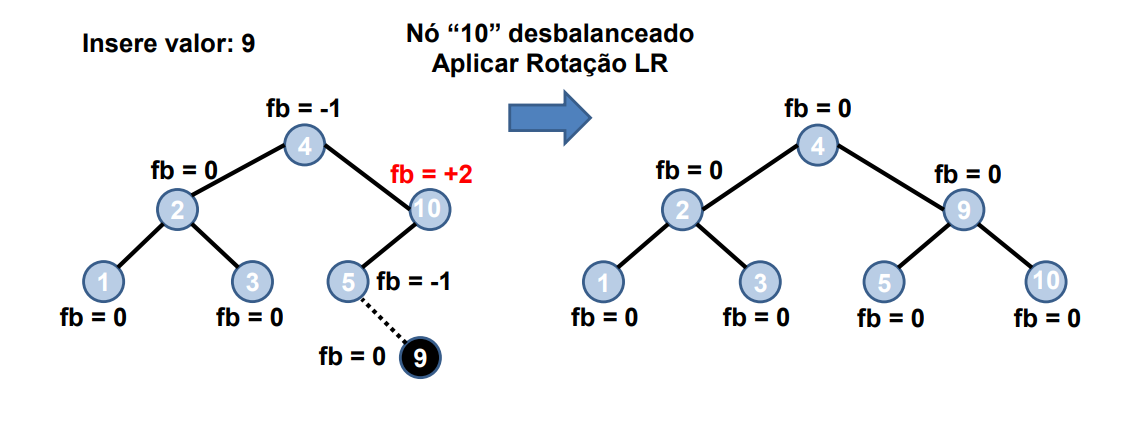 Insere valor: 9
Nó “10” desbalanceado
Aplicar Rotação LR
fb = -1
4
fb = 0
2
fb = +2
10
1
fb = 0
3
fb = 0
5
fb = -1
fb = 0
9
fb = 0
4
fb = 0
2
fb = 0
9
1
fb = 0
3
fb = 0
5
fb = 0
10
fb = 0